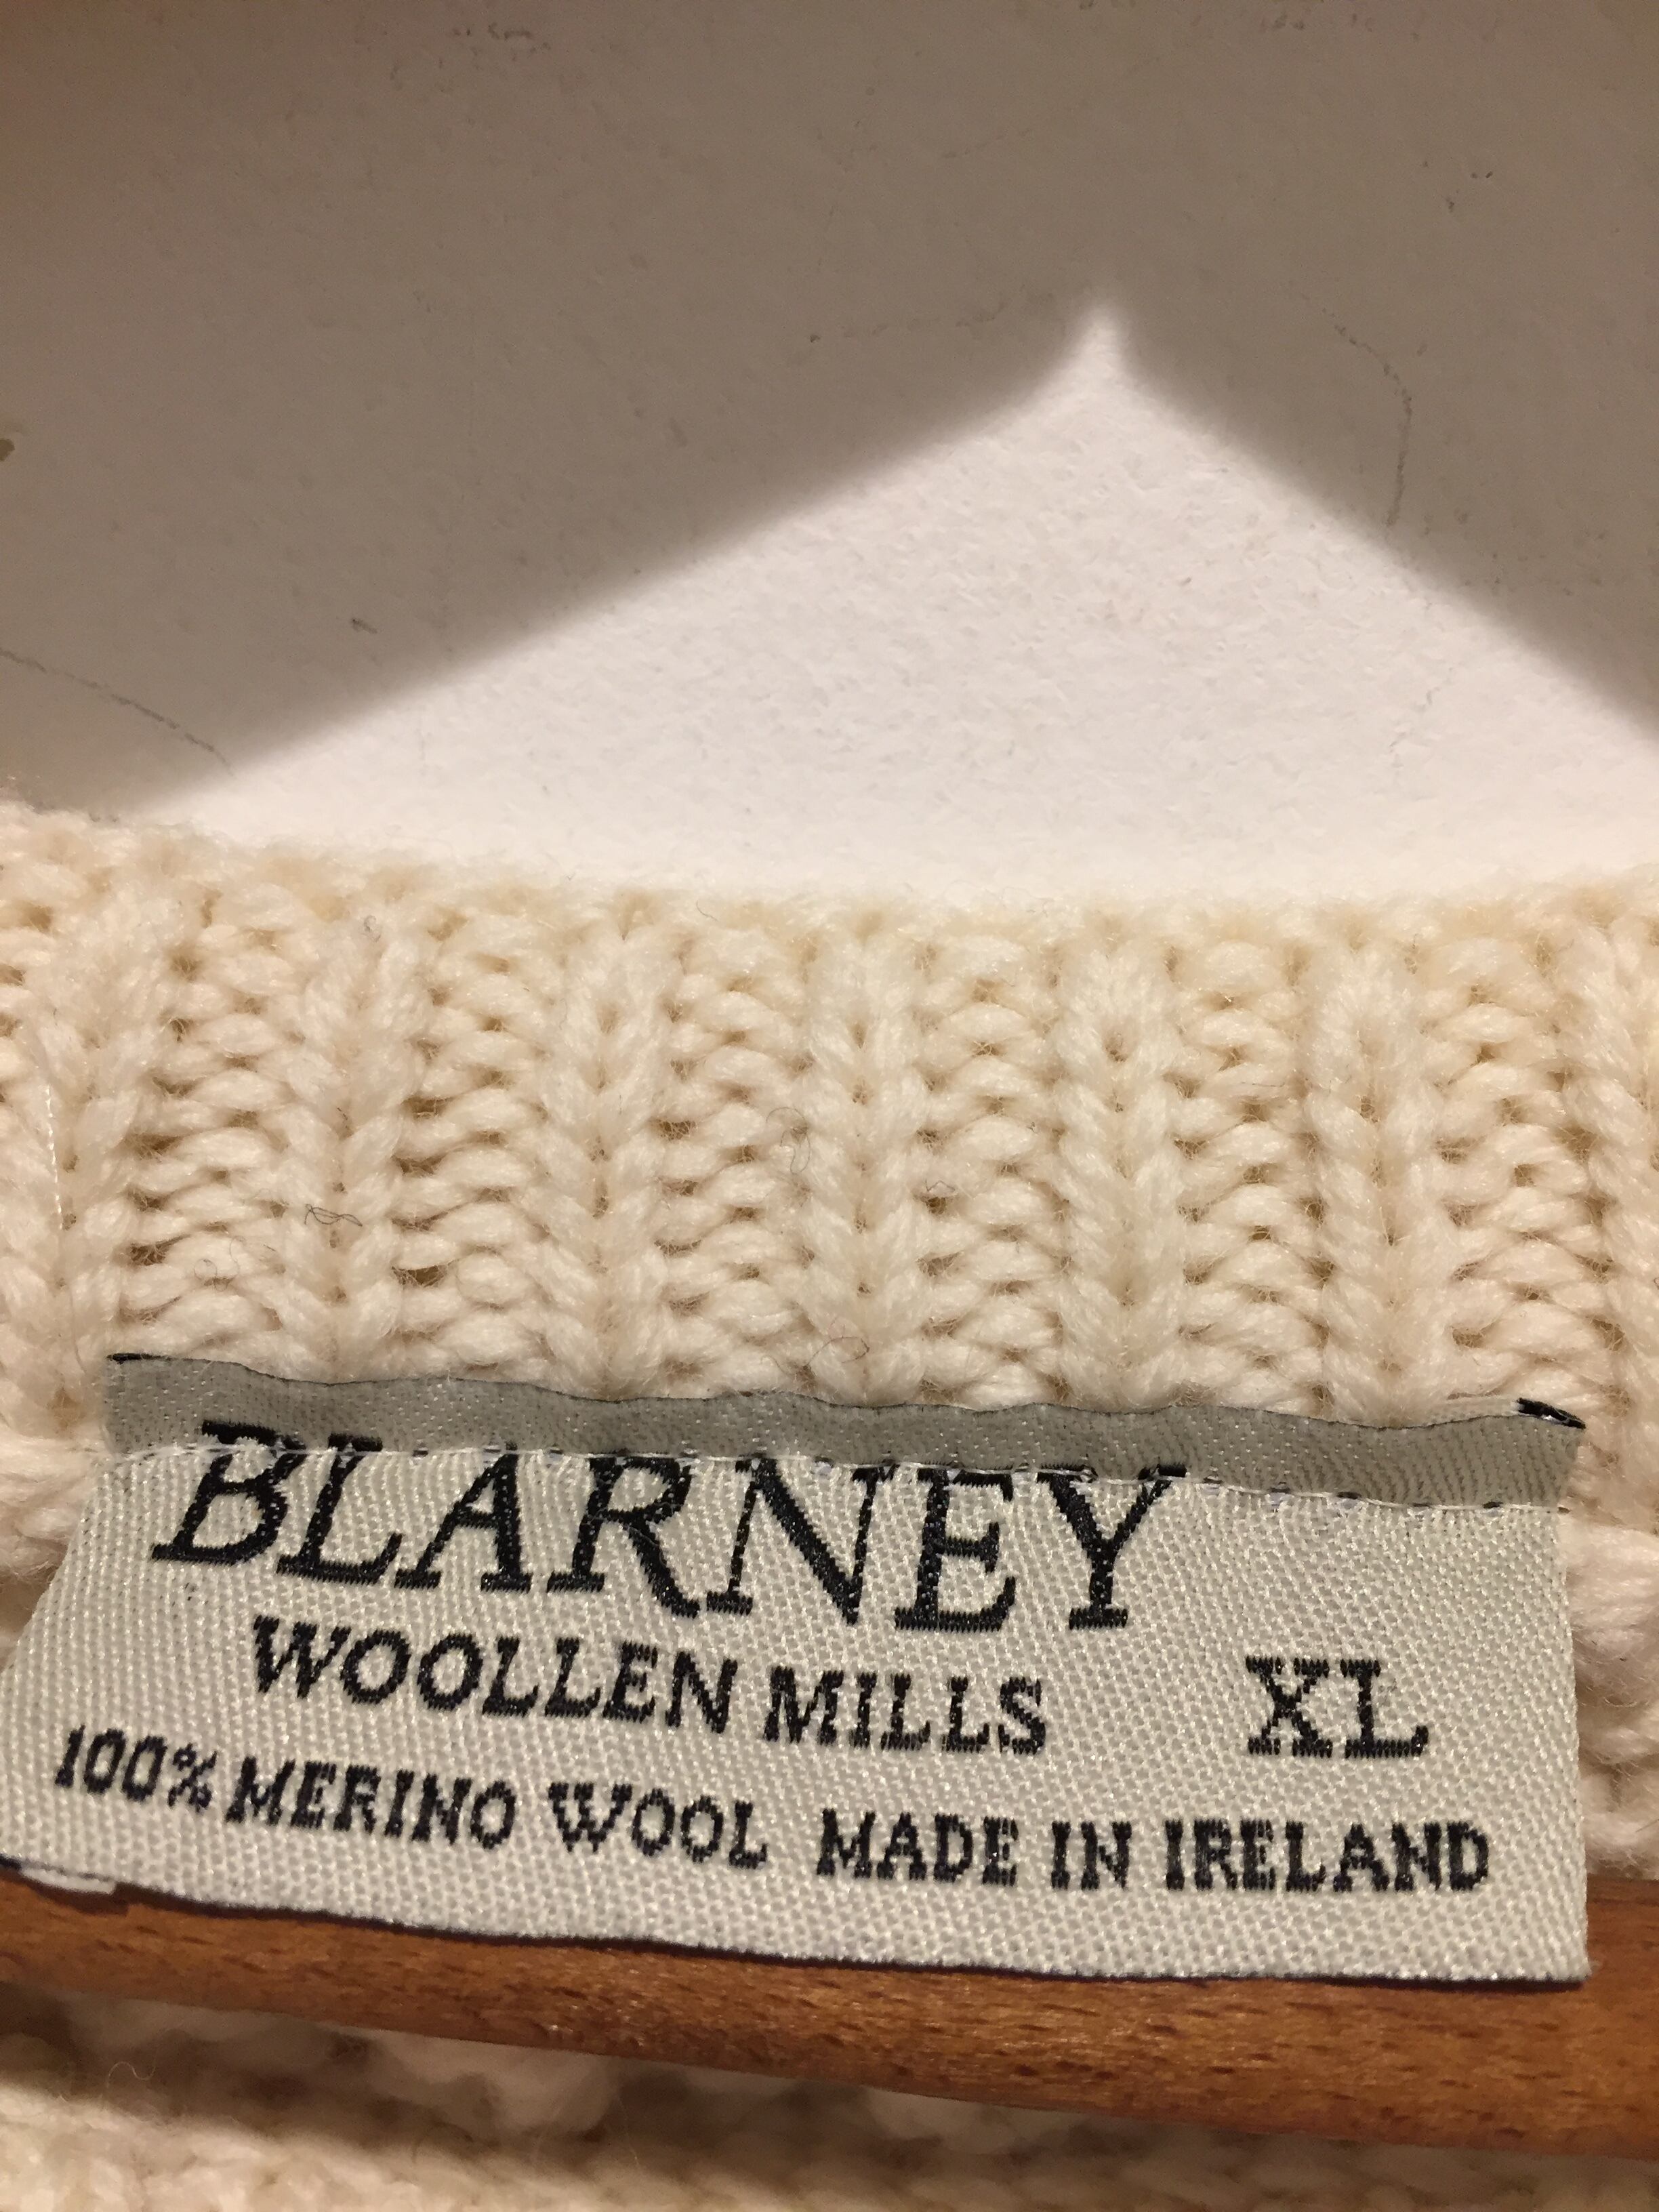 BLARNEY
WOOLLEN MILLS XL
100% MERINO WOOL MADE IN IRELAND